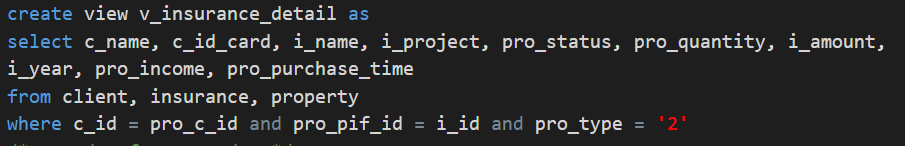 create view v_insurance_detail as
select c_name, c_id_card, i_name, i_project, pro_status, pro_quantity, i_amount,
i_year, pro_income, pro_purchase_time
from client, insurance, property
where c_id = pro_c_id and pro_pif_id = i_id and pro_type = '2'